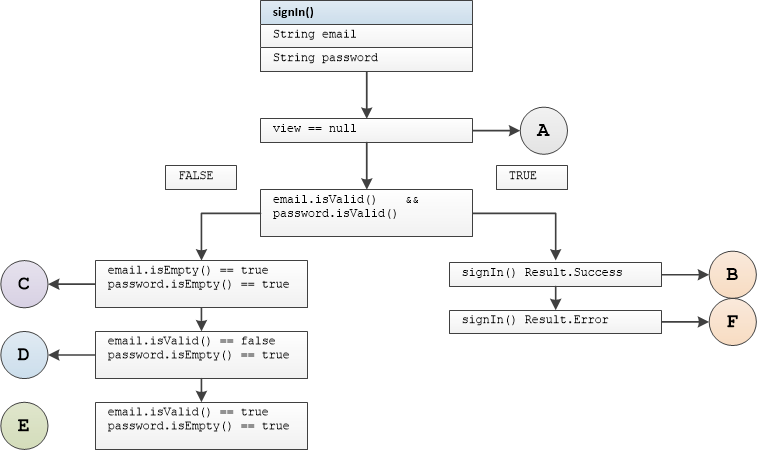 signIn()
String email
String password
view == null
A
FALSE
TRUE
email.isValid()    &&
password.isValid()
C
email.isEmpty() == true
password.isEmpty() == true
signIn() Result.Success
B
signIn() Result.Error
F
D
email.isValid() == false
password.isEmpty() == true
E
email.isValid() == true
password.isEmpty() == true